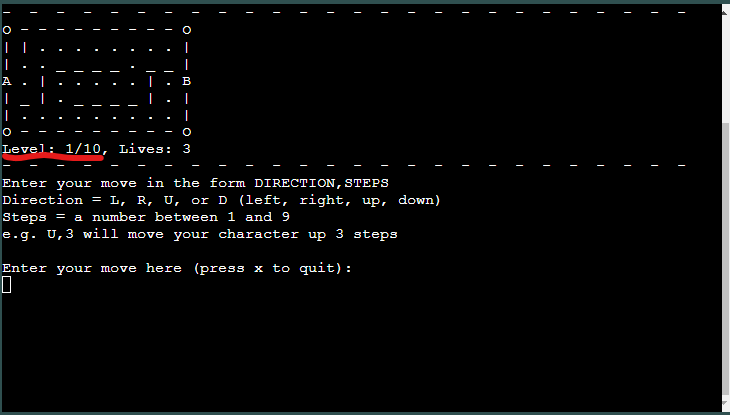 - - - - - - - - - - - - - - - - - - - - - - - - - - - - - - - -
O - - - - - - - - - O
| | . . . . . . . . |
| . . _ _ _ _ . _ _ |
A . | . . . . . | . B
| _ | . _ _ _ _ | . |
| . . . . . . . . . |
O - - - - - - - - - O
Level: 1/10, Lives: 3
- - - - - - - - - - - - - - - - - - - - - - - - - - - - - - - -
Enter your move in the form DIRECTION,STEPS
Direction = L, R, U, or D (left, right, up, down)
Steps = a number between 1 and 9
e.g. U,3 will move your character up 3 steps
Enter your move here (press x to quit):